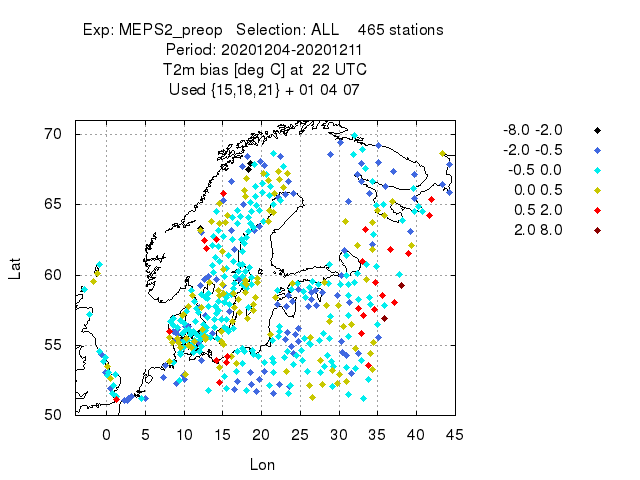 Exp: MEPS2_preop   Selection: ALL    465 stations
Period: 20201204-20201211
T2m bias [deg C] at  22 UTC
Used {15,18,21} + 01 04 07
70
65
60
55
50
Lat
0 5 10 15 20 25 30 35 40 45
Lon
-8.0 -2.0
-2.0 -0.5
-0.5 0.0
0.0 0.5
0.5 2.0
2.0 8.0